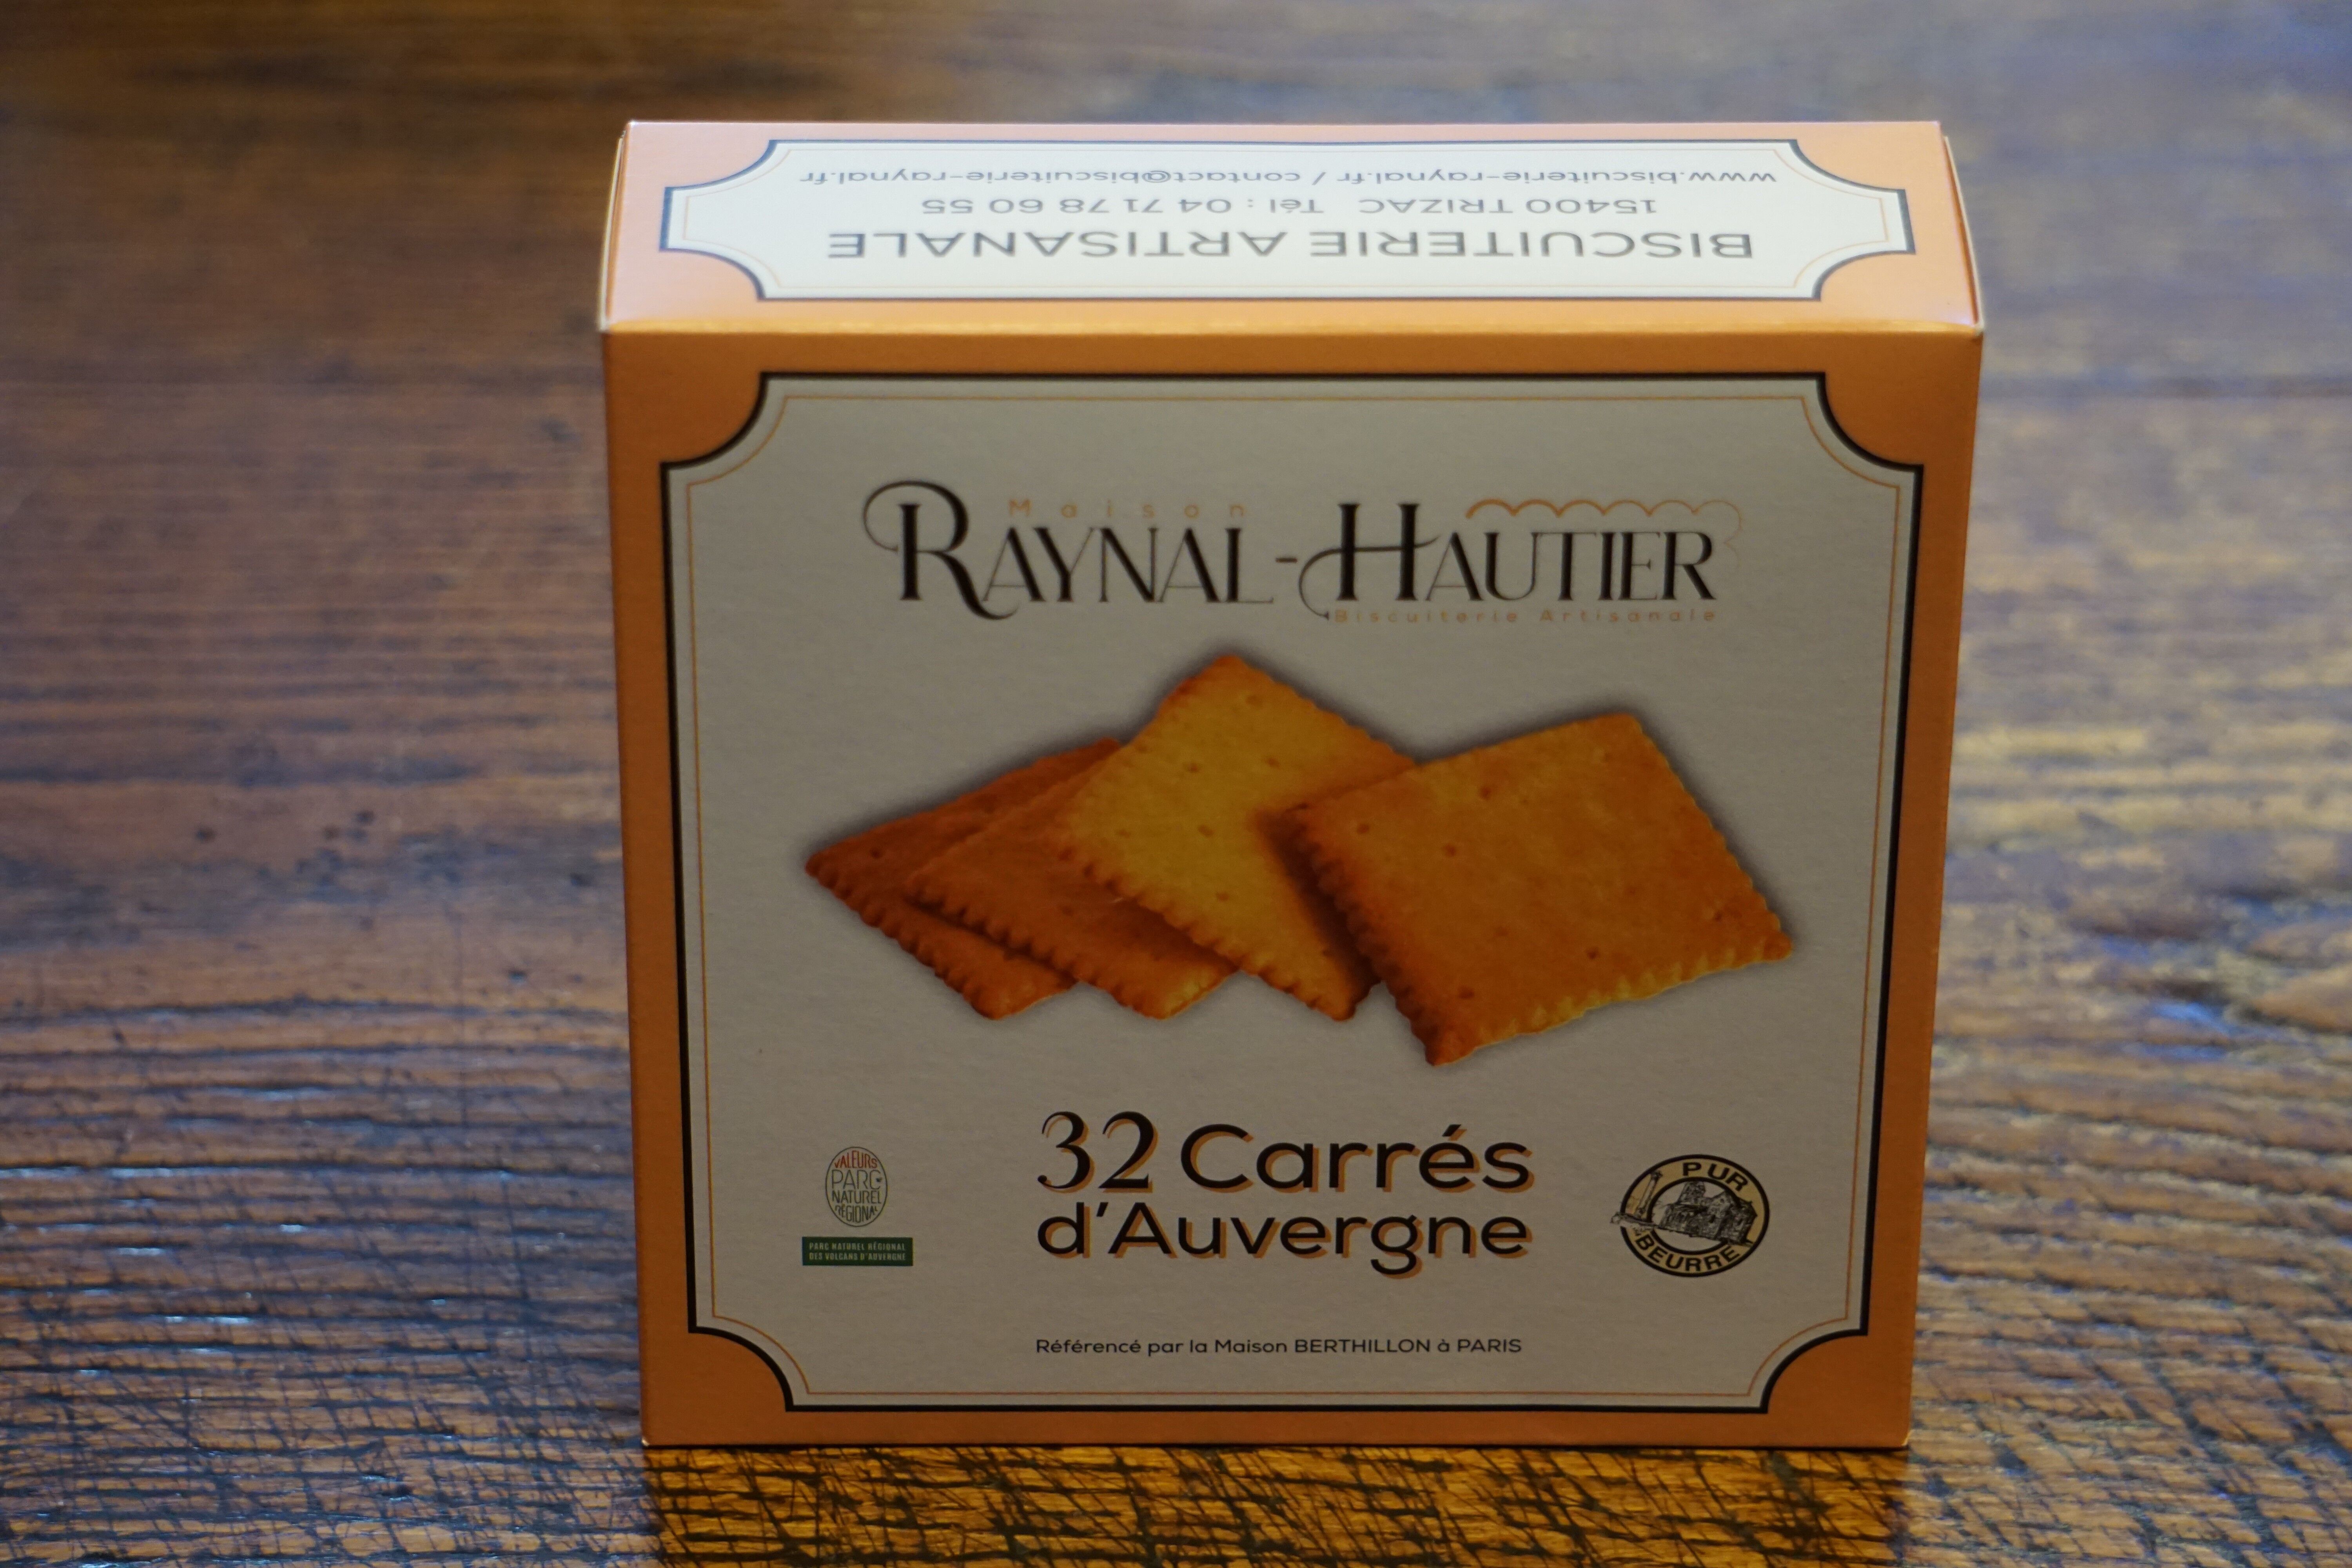 BISCUITERIE ARTISANALE
15400 TRIZAC Tél : 04 71 78 60 55
www.biscuiterie-raynal.fr / contact@biscuiterie-raynal.fr
Maison
RAYNAL-HAUTIER
Biscuiterie Artisanale
32 Carrés
d'Auvergne
VALEURS
PARC
NATUREL
RÉGIONAL
PARC NATUREL RÉGIONAL
DES VOLCANS D'AUVERGNE
PUR
BEURRE
Référencé par la Maison BERTHILLON à PARIS